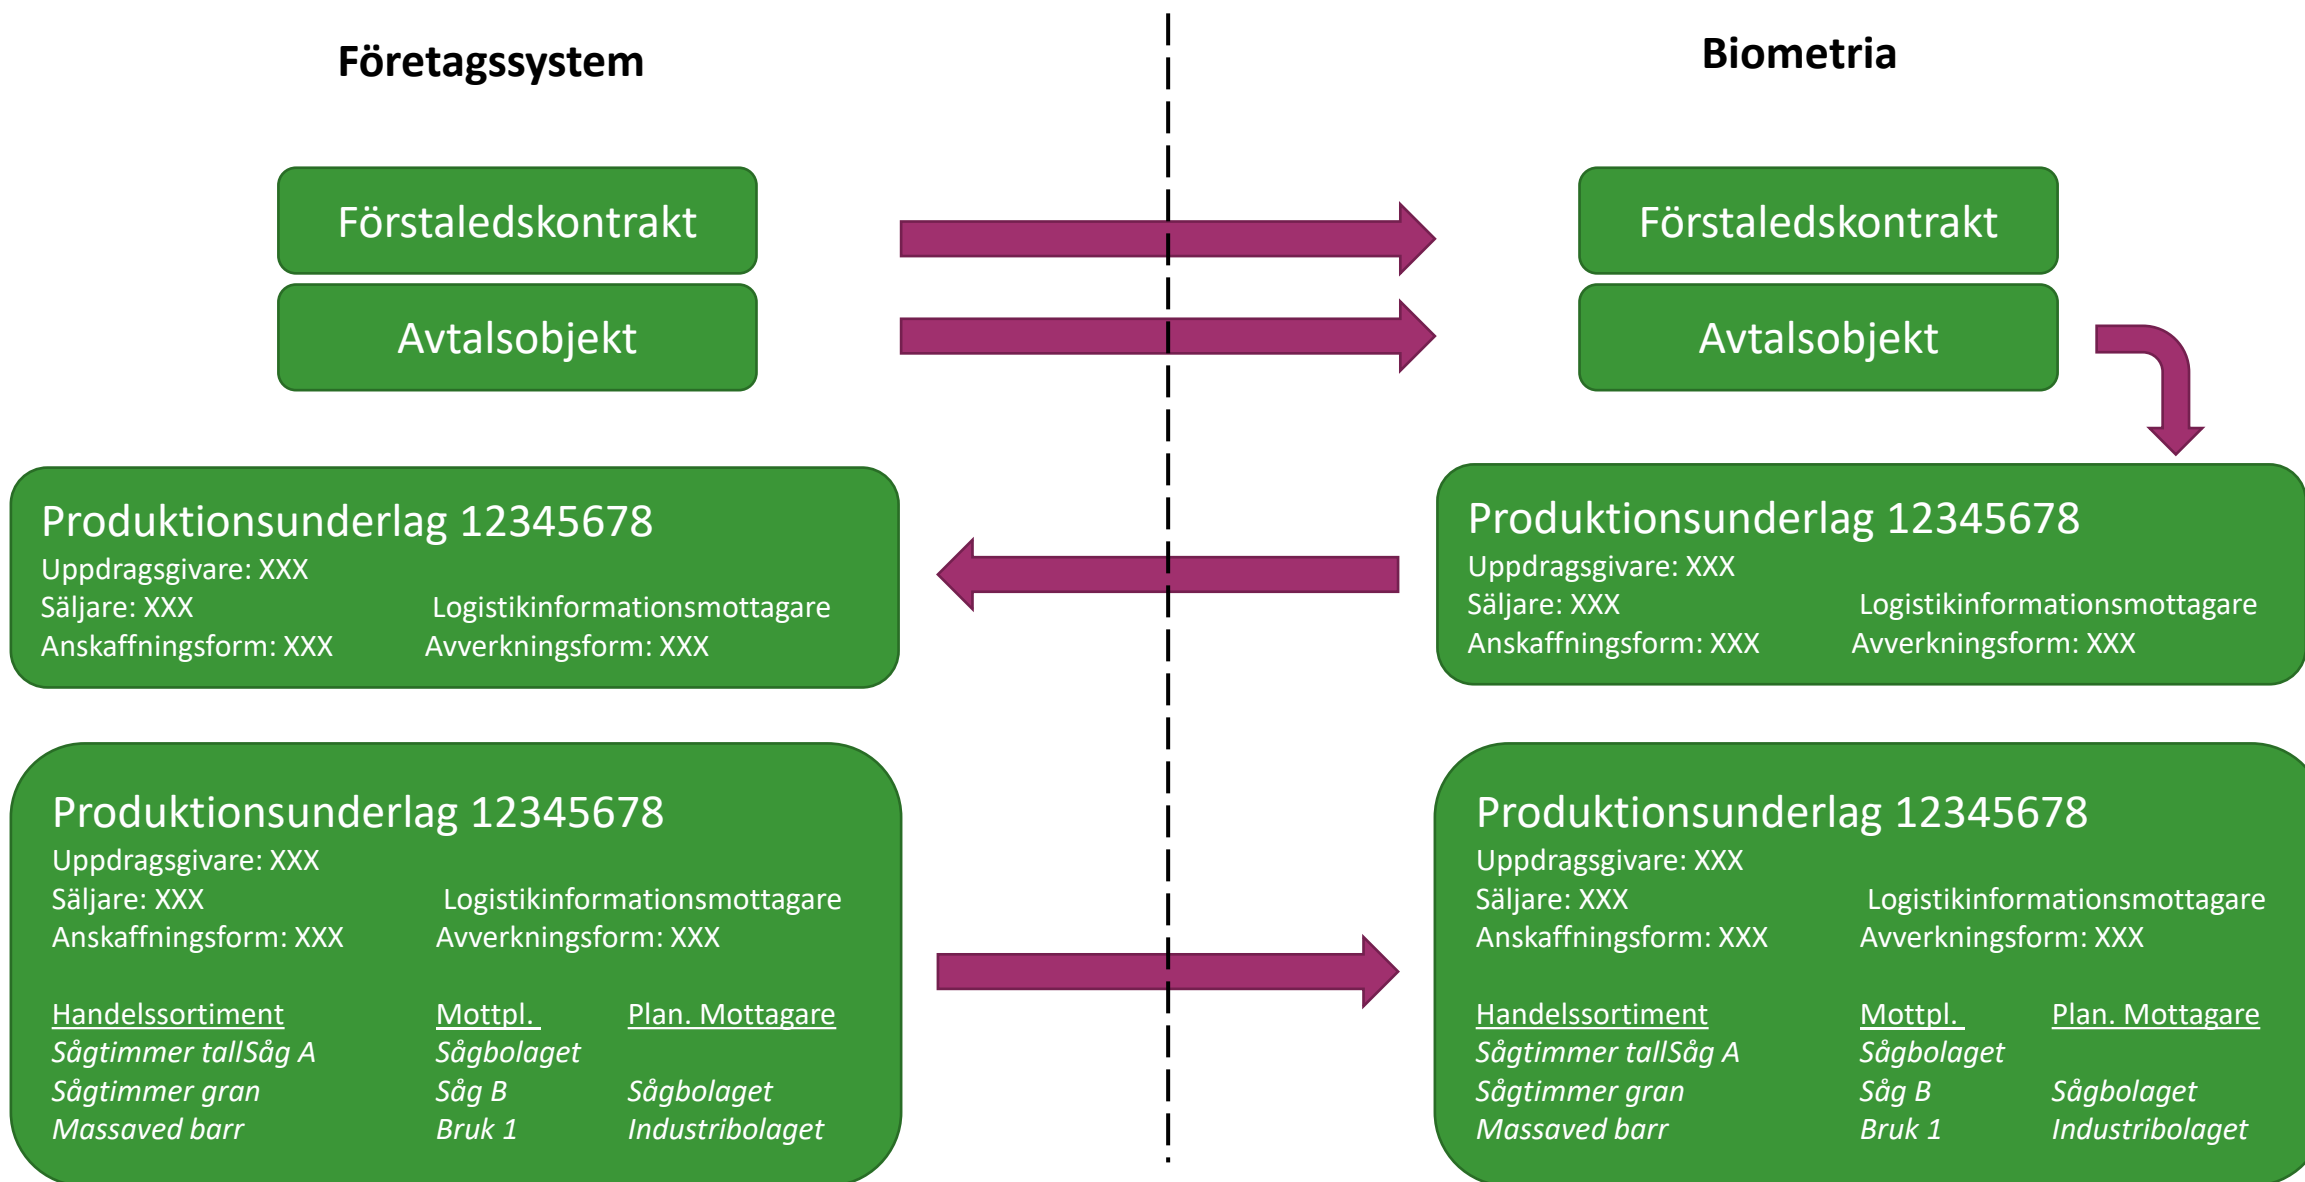 Företagssystem
Biometria
Förstaledskontrakt
Förstaledskontrakt
Avtalsobjekt
Avtalsobjekt
Produktionsunderlag 12345678
Uppdragsgivare: XXX
Säljare: XXX Logistikinformationsmottagare
Anskaffningsform: XXX Avverkningsform: XXX
Produktionsunderlag 12345678
Uppdragsgivare: XXX
Säljare: XXX Logistikinformationsmottagare
Anskaffningsform: XXX Avverkningsform: XXX
Produktionsunderlag 12345678
Uppdragsgivare: XXX
Säljare: XXX Logistikinformationsmottagare
Anskaffningsform: XXX Avverkningsform: XXX
Handelssortiment Mottpl. Plan. Mottagare
Sågtimmer tallSåg A Sågbolaget
Sågtimmer gran Såg B Sågbolaget
Massaved barr Bruk 1 Industribolaget
Produktionsunderlag 12345678
Uppdragsgivare: XXX
Säljare: XXX Logistikinformationsmottagare
Anskaffningsform: XXX Avverkningsform: XXX
Handelssortiment Mottpl. Plan. Mottagare
Sågtimmer tallSåg A Sågbolaget
Sågtimmer gran Såg B Sågbolaget
Massaved barr Bruk 1 Industribolaget